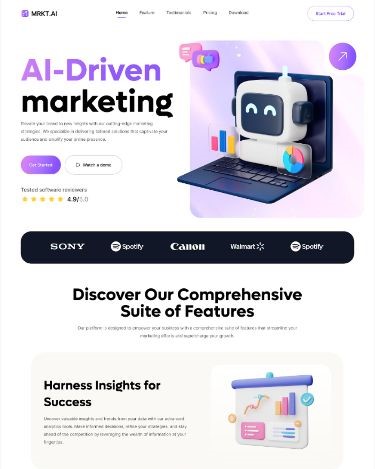 MRKT.AI
Home Feature Testimonials Pricing Download
Start Free Trial
AI-Driven
marketing
Elevate your brand to new heights with our cutting-edge marketing
strategies. We specialize in delivering tailored solutions that captivate your
audience and amplify your online presence.
Get Started
Watch a demo
Tested software reviewers
4.9/5.0
SONY Spotify Canon Walmart Spotify
Discover Our Comprehensive
Suite of Features
Our platform is designed to empower your business with a comprehensive suite of features that streamline your
marketing efforts and supercharge your growth.
Harness Insights for
Success
Uncover valuable insights and trends from your data with our advanced
analytics tools. Make informed decisions, refine your strategies, and stay
ahead of the competition by leveraging the wealth of information at your
fingertips.